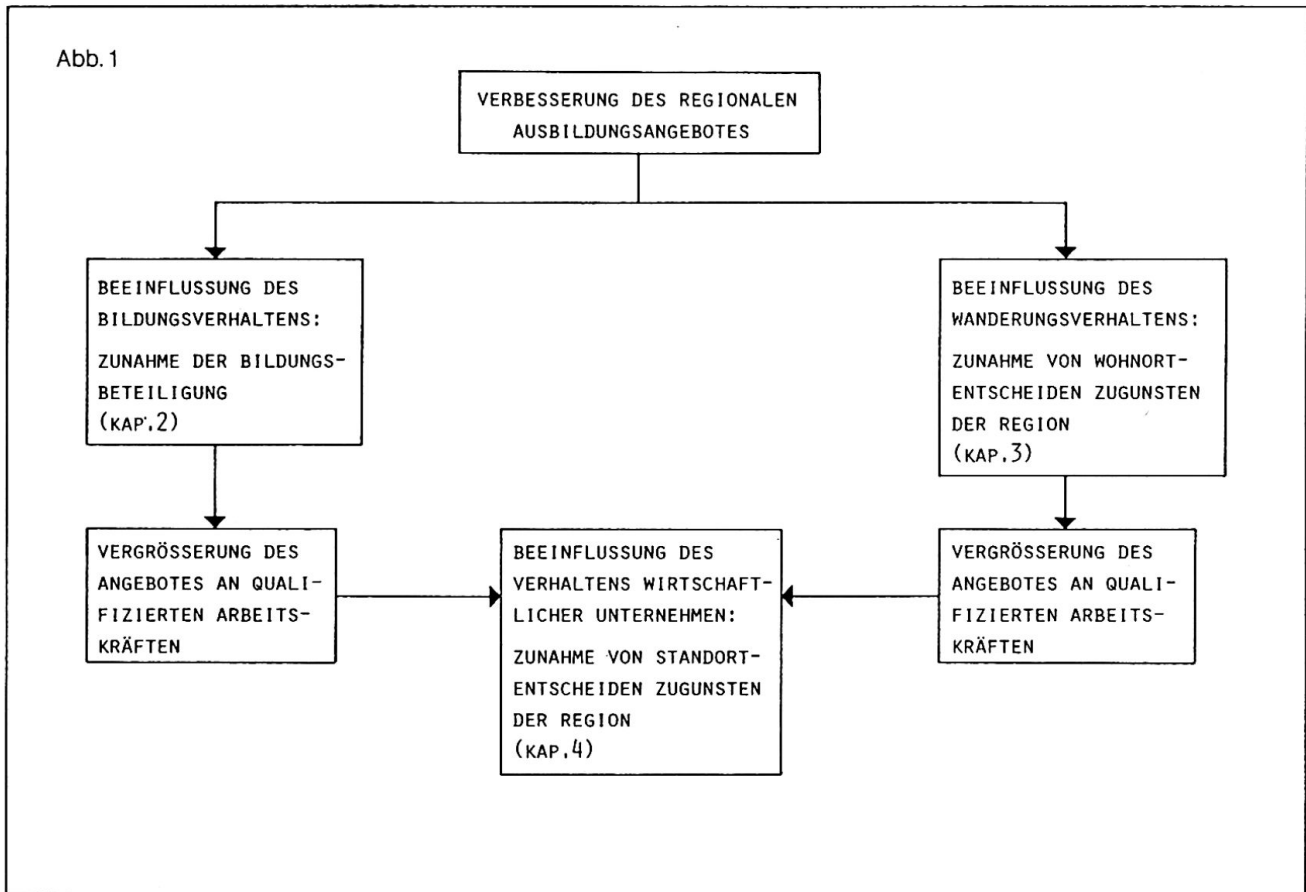 Abb. 1
VERBESSERUNG DES REGIONALEN
AUSBILDUNGSANGEBOTES
BEEINFLUSSUNG DES
BILDUNGSVERHALTENS:
ZUNAHME DER BILDUNGS-
BETEILIGUNG
(KAP. 2)
BEEINFLUSSUNG DES
WANDERUNGSVERHALTENS:
ZUNAHME VON WOHNORT-
ENTSCHEIDEN ZUGUNSTEN
DER REGION
(KAP. 3)
VERGRÖSSERUNG DES
ANGEBOTES AN QUALI-
FIZIERTEN ARBEITS-
KRÄFTEN
BEEINFLUSSUNG DES
VERHALTENS WIRTSCHAFT-
LICHER UNTERNEHMEN:
ZUNAHME VON STANDORT-
ENTSCHEIDEN ZUGUNSTEN
DER REGION
(KAP. 4)
VERGRÖSSERUNG DES
ANGEBOTES AN QUALI-
FIZIERTEN ARBEITS-
KRÄFTEN